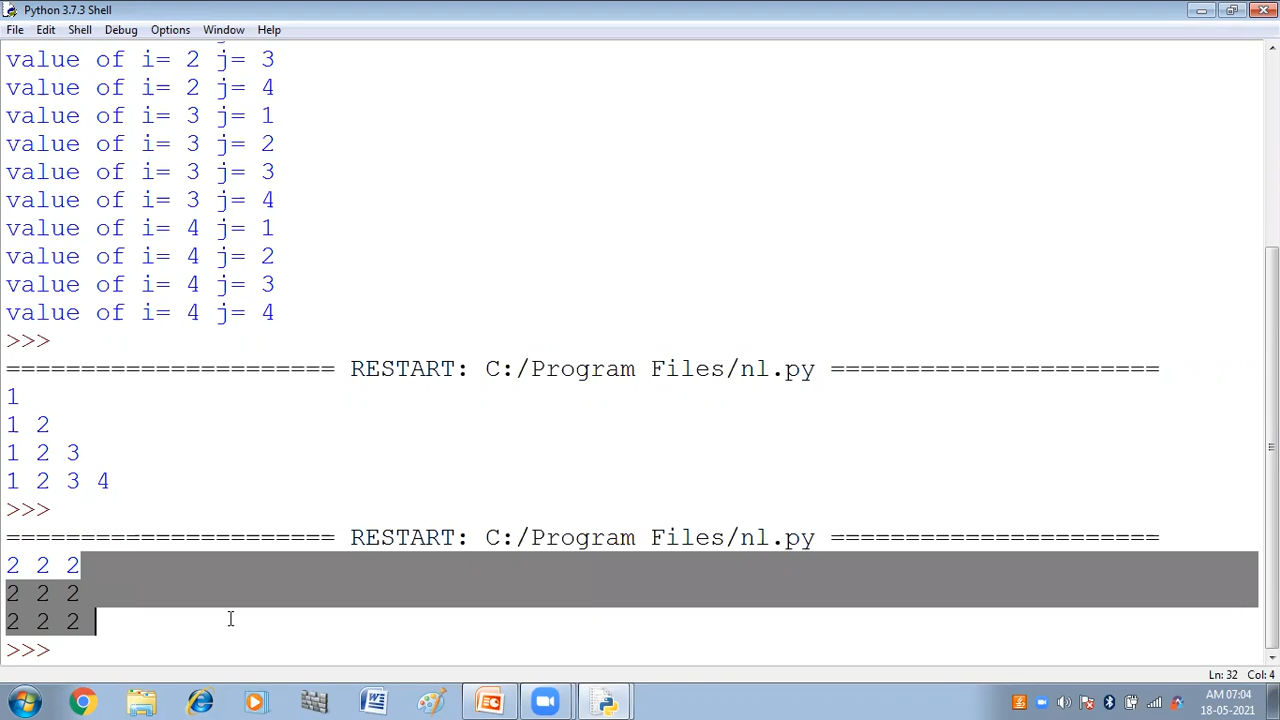 Python 3.7.3 Shell
File Edit Shell Debug Options Window Help
value of i= 2 j= 3
value of i= 2 j= 4
value of i= 3 j= 1
value of i= 3 j= 2
value of i= 3 j= 3
value of i= 3 j= 4
value of i= 4 j= 1
value of i= 4 j= 2
value of i= 4 j= 3
value of i= 4 j= 4
>>>
====================== RESTART: C:/Program Files/nl.py ======================
1
1 2
1 2 3
1 2 3 4
>>>
====================== RESTART: C:/Program Files/nl.py ======================
2 2 2
2 2 2
2 2 2
>>>
Ln: 32 Col: 4
AM 07:04
18-05-2021